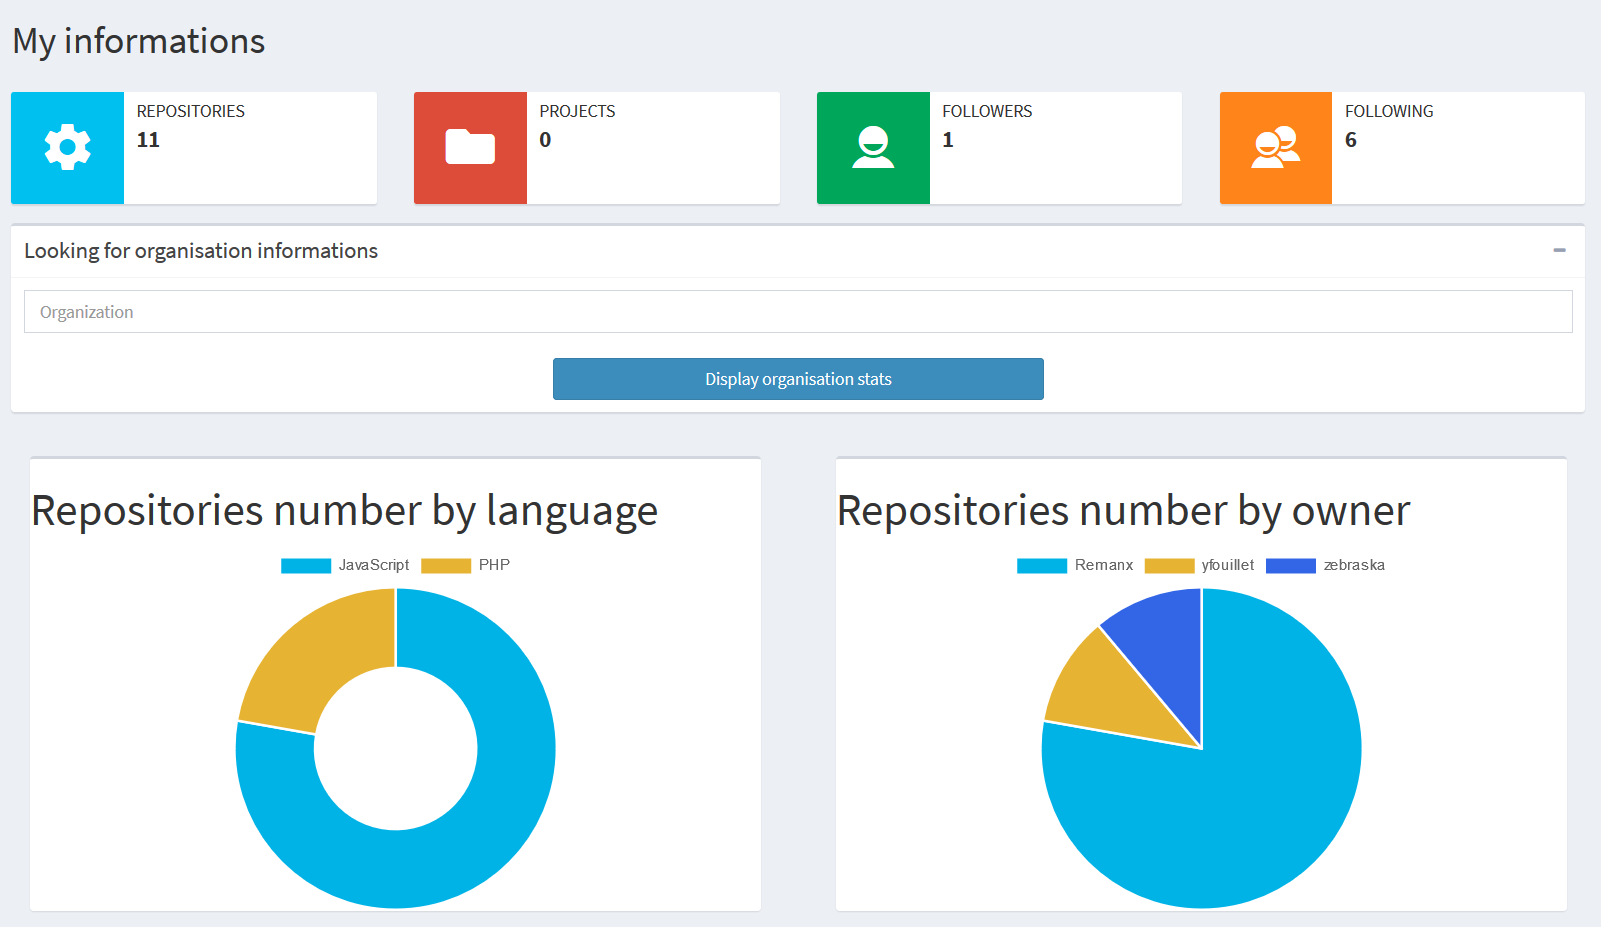 My informations
REPOSITORIES
11
PROJECTS
0
FOLLOWERS
1
FOLLOWING
6
Looking for organisation informations
Organization
Display organisation stats
Repositories number by language
JavaScript
PHP
Repositories number by owner
Remanx
yfouillet
zebraska